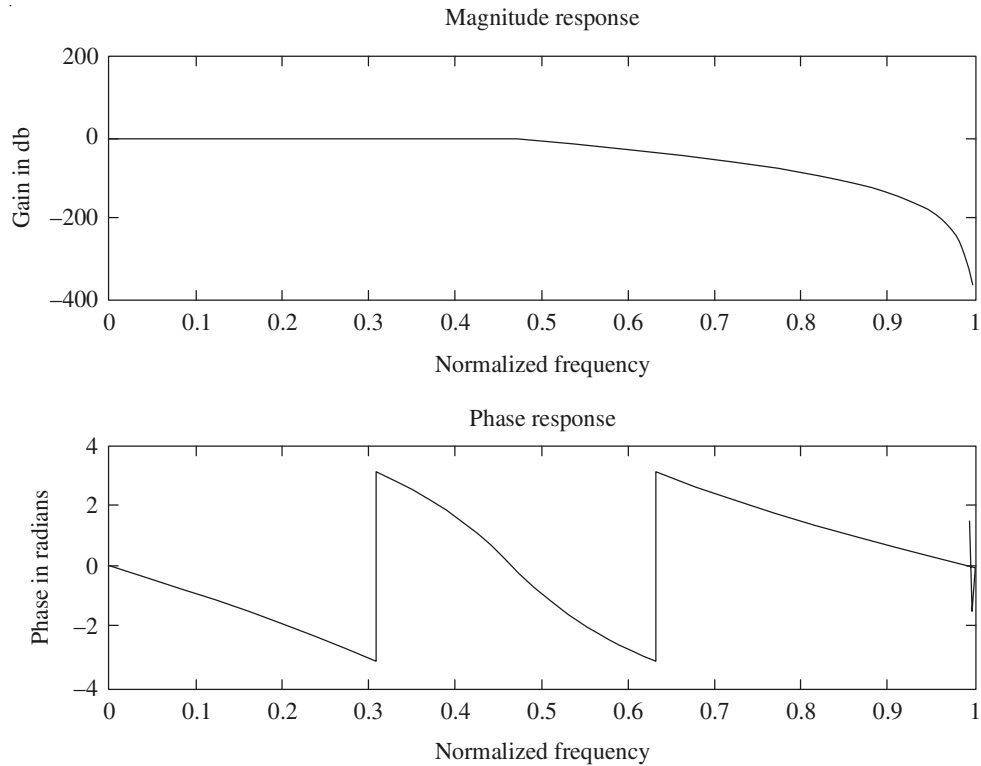 Magnitude response
200
0
–200
–400
Gain in db
0 0.1 0.2 0.3 0.4 0.5 0.6 0.7 0.8 0.9 1
Normalized frequency
Phase response
4
2
0
–2
–4
Phase in radians
0 0.1 0.2 0.3 0.4 0.5 0.6 0.7 0.8 0.9 1
Normalized frequency